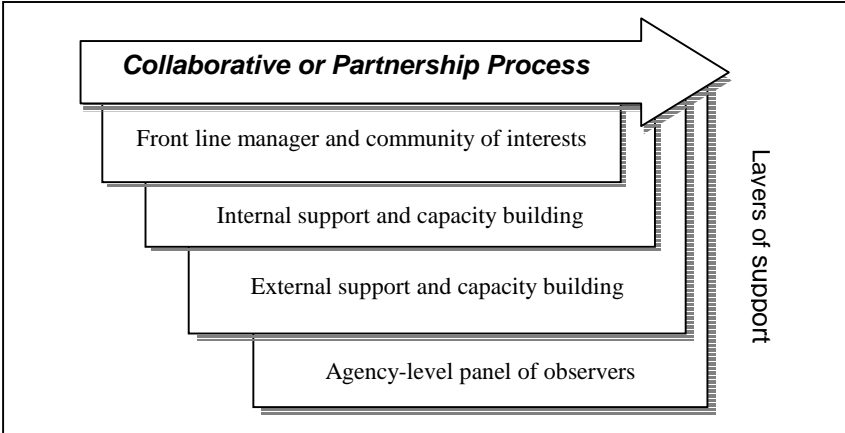 Collaborative or Partnership Process
Front line manager and community of interests
Internal support and capacity building
External support and capacity building
Agency-level panel of observers
Layers of support